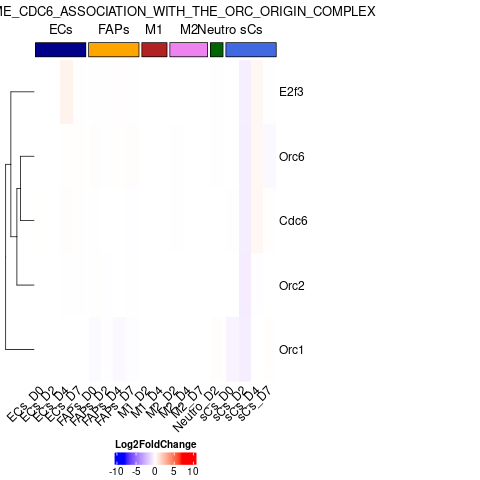 ME_CDC6_ASSOCIATION_WITH_THE_ORC_ORIGIN_COMPLEX
ECs FAPs M1 M2 Neutro sCs
E2f3
Orc6
Cdc6
Orc2
Orc1
ECs_D0 ECs_D2 ECs_D4 ECs_D7 FAPs_D0 FAPs_D2 FAPs_D4 FAPs_D7 M1_D2 M1_D4 M2_D2 M2_D4 M2_D7 Neutro_D2 sCs_D0 sCs_D2 sCs_D4 sCs_D7
Log2FoldChange
-10 -5 0 5 10